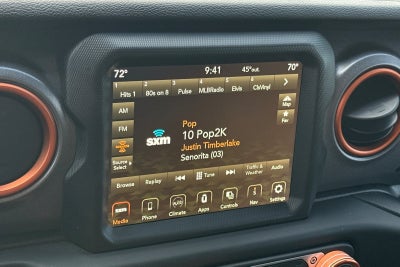 72° 9:41 45°out. 70°
1 2 3 4 5 6
Hits 1 80s on 8 Pulse MLBRadio Elvis CMVinyl
AM
FM
Source
Select
Map
Fav
Pop
10 Pop2K
Justin Timberlake
Senorita (03)
sxm
Browse Replay Tune Traffic &
Weather Audio
Media Phone Climate Apps Controls Nav Settings